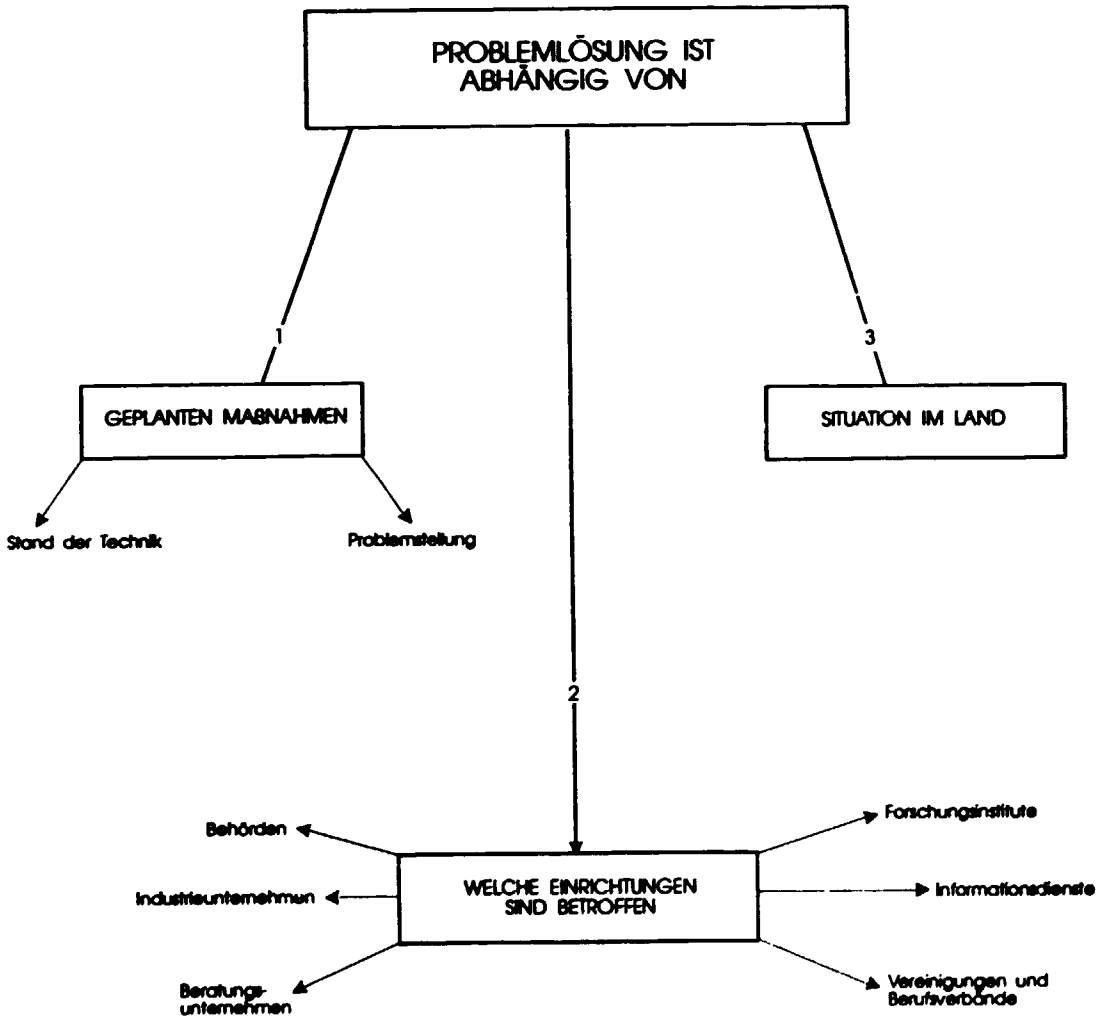 PROBLEMLÖSUNG IST
ABHÄNGIG VON
1
3
GEPLANTEN MAßNAHMEN
SITUATION IM LAND
Stand der Technik
Problemstellung
2
Behörden
Forschungsinstitute
WELCHE EINRICHTUNGEN
SIND BETROFFEN
Industrieunternehmen
Informationsdienste
Beratungs-
unternehmen
Vereinigungen und
Berufsverbände